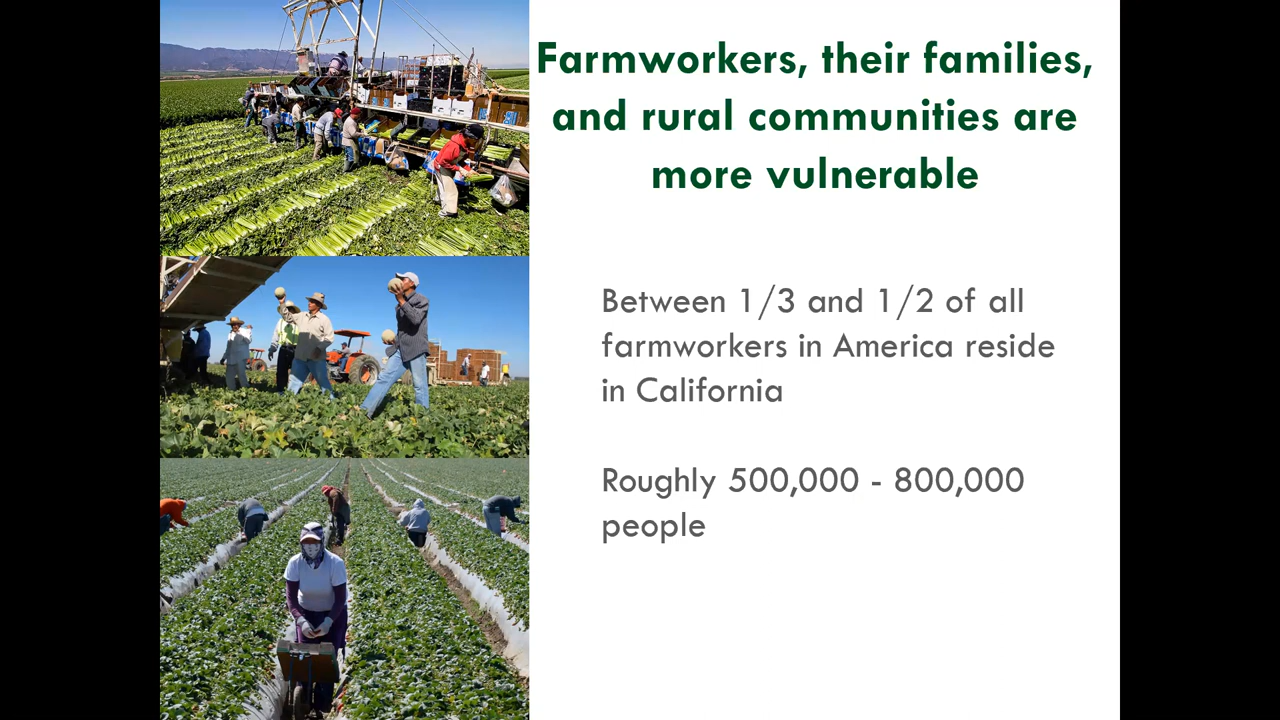 Farmworkers, their families,
and rural communities are
more vulnerable
Between 1/3 and 1/2 of all
farmworkers in America reside
in California
Roughly 500,000 - 800,000
people